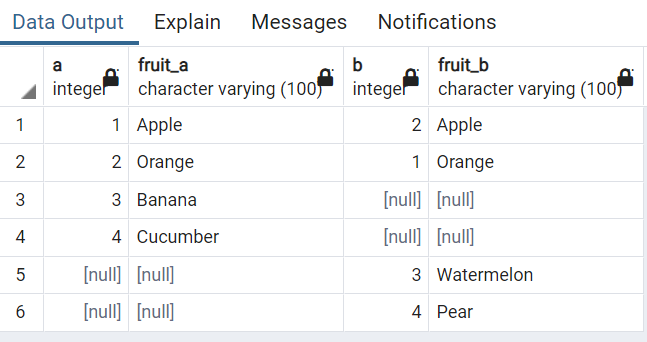 Data Output Explain Messages Notifications
a fruit_a b fruit_b
integer character varying (100) integer character varying (100)
1 1 Apple 2 Apple
2 2 Orange 1 Orange
3 3 Banana [null] [null]
4 4 Cucumber [null] [null]
5 [null] [null] 3 Watermelon
6 [null] [null] 4 Pear